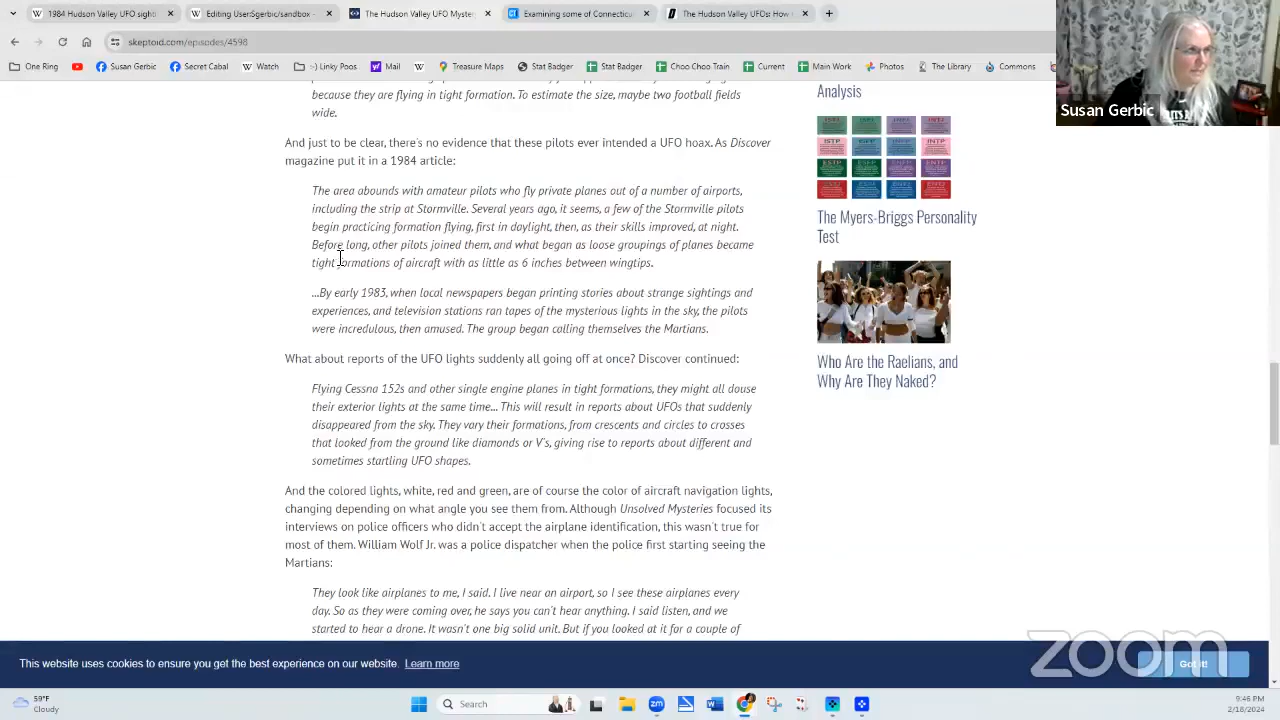 1984 Hudson Valley UFO sighti
Editing UserSGerbic/sandbox -
The Hudson Valley UFO Myste
Examining some of Connectic
The Hudson Valley UFOs: How
skeptoid.com/episodes/4598
One Ring
Linky POO
Susan Gerbic
SGerbic
Watch
:-) Links
Mail
Wiki
Treasure
Stat Badger
Stat Badger
Choo Choo Train
Current
Main Work
Photos
The Library
Commons
Susan Gerbic
because they are flying in tight formation. To estimate the size, maybe two football fields
wide.
And just to be clear, there's no evidence that these pilots intended a UFO hoax. As Discover
magazine put it in a 1984 article:
The area abounds with amateur pilots who fly out of a number of airports,
including the one at Stormville. Several years ago, it seems, a few of the Stormville pilots
begin practicing formation flying, first in daylight, then, as their skills improved, at night.
Before long, other pilots joined them, and what began as loose groupings of planes became
tight formations of aircraft with as little as 6 inches between wingtips.
...By early 1983, when local newspapers began printing stories about strange sightings and
experiences, and television stations ran tapes of the mysterious lights in the sky, the pilots
were incredulous, then amused. The group began calling themselves the Martians.
What about reports of the UFO lights suddenly all going off at once? Discover continued:
Flying Cessna 152s and other single engine planes in tight formations, they might all douse
their exterior lights at the same time... This will result in reports about UFOs that suddenly
disappeared from the sky. They vary their formations, from crescents and circles to crosses
that looked from the ground like diamonds or V's, giving rise to reports about different and
sometimes startling UFO shapes.
And the colored lights, white, red and green, are of course the color of aircraft navigation lights,
changing depending on what angle you see them from. Although Unsolved Mysteries focused its
interviews on police officers who didn't accept the airplane identification, this wasn't true for
most of them. William Wolf Jr. was a police dispatcher when the police first starting seeing the
Martians:
They look like airplanes to me, I said. I live near an airport, so I see these airplanes every
day. So as they were coming over, he says you can't hear anything. I said listen, and we
started to hear a drone. It wasn't one big solid unit. But if you looked at it for a couple of
Analysis
ISTP
INTP
ESTP
ENTP
The Myers-Briggs Personality
Test
Who Are the Raelians, and
Why Are They Naked?
This website uses cookies to ensure you get the best experience on our website. Learn more
Got it!
zoom
59°F
Cloudy
Search
9:46 PM
2/18/2024